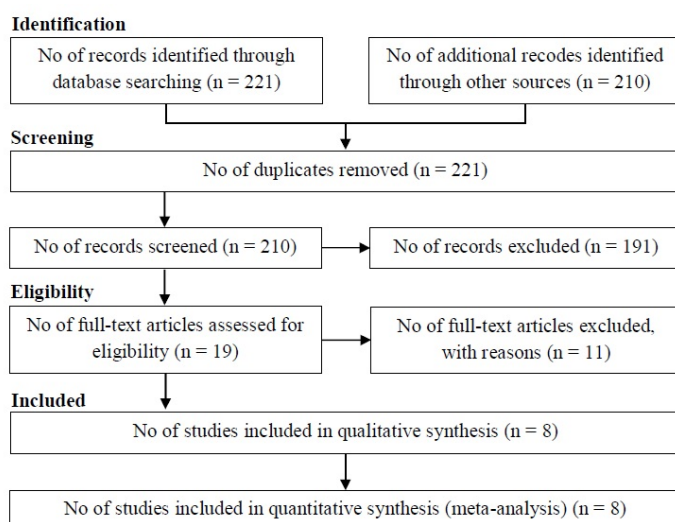 Identification
No of records identified through
database searching (n = 221)
No of additional recodes identified
through other sources (n = 210)
Screening
No of duplicates removed (n = 221)
No of records screened (n = 210)
No of records excluded (n = 191)
Eligibility
No of full-text articles assessed for
eligibility (n = 19)
No of full-text articles excluded,
with reasons (n = 11)
Included
No of studies included in qualitative synthesis (n = 8)
No of studies included in quantitative synthesis (meta-analysis) (n = 8)